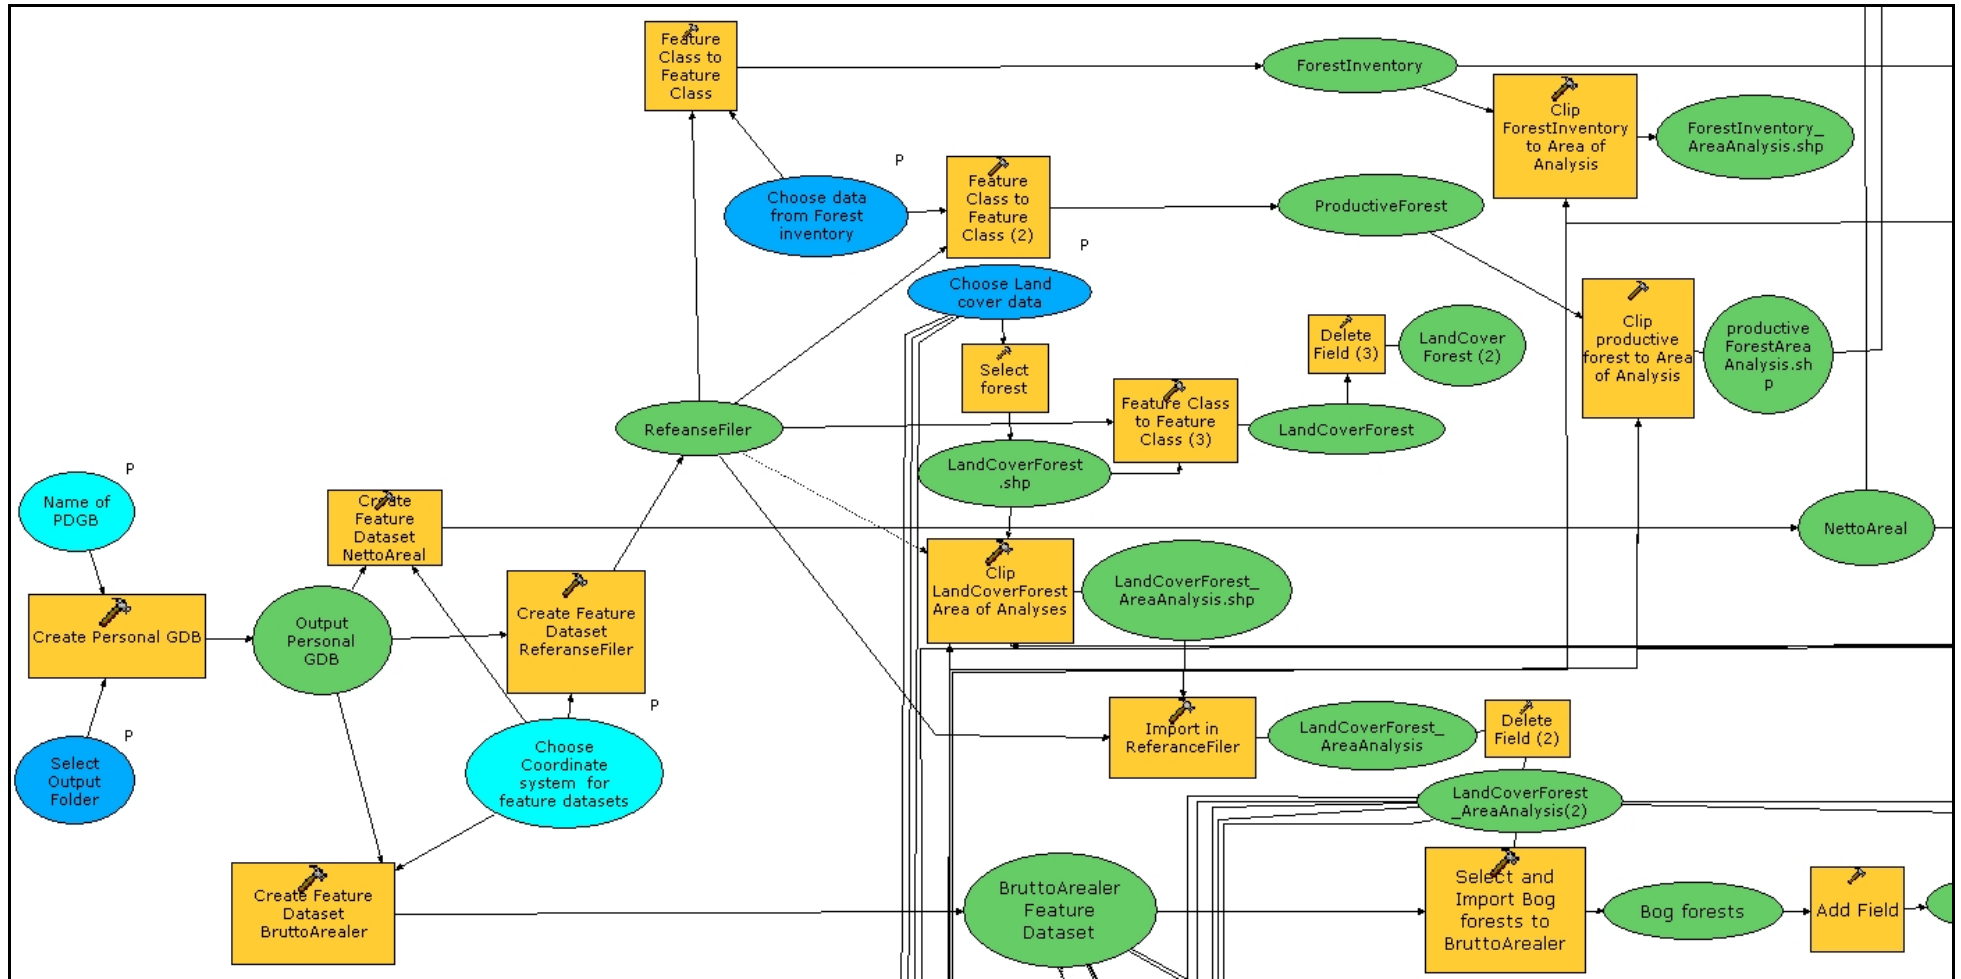 Feature
Class to
Feature
Class
ForestInventory
Clip
ForestInventory
to Area of
Analysis
ForestInventory_
AreaAnalysis.shp
P
Choose data
from Forest
inventory
Feature
Class to
Feature
Class (2)
ProductiveForest
P
Choose Land
cover data
Clip
productive
forest to Area
of Analysis
productive
ForestArea
Analysis.sh
p
Select
forest
Delete
Field (3)
LandCover
Forest (2)
RefeanseFiler
Feature Class
to Feature
Class (3)
LandCoverForest
LandCoverForest
.shp
P
Name of
PDGB
Create
Feature
Dataset
NettoAreal
NettoAreal
Create Personal GDB
Output
Personal
GDB
Create Feature
Dataset
ReferanseFiler
Clip
LandCoverForest
Area of Analyses
LandCoverForest_
AreaAnalysis.shp
P
Select
Output
Folder
P
Choose
Coordinate
system for
feature datasets
Import in
ReferanceFiler
LandCoverForest_
AreaAnalysis
Delete
Field (2)
LandCoverForest
_AreaAnalysis(2)
Create Feature
Dataset
BruttoArealer
BruttoArealer
Feature
Dataset
Select and
Import Bog
forests to
BruttoArealer
Bog forests
Add Field